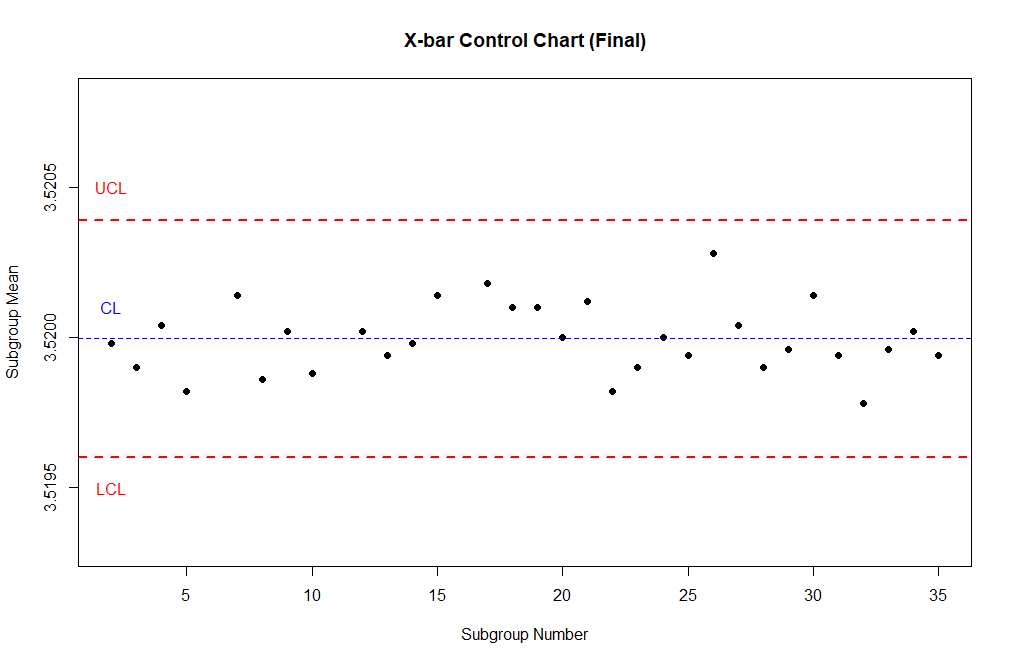 X-bar Control Chart (Final)
Subgroup Mean
3.5205
3.5200
3.5195
UCL
CL
LCL
5 10 15 20 25 30 35
Subgroup Number